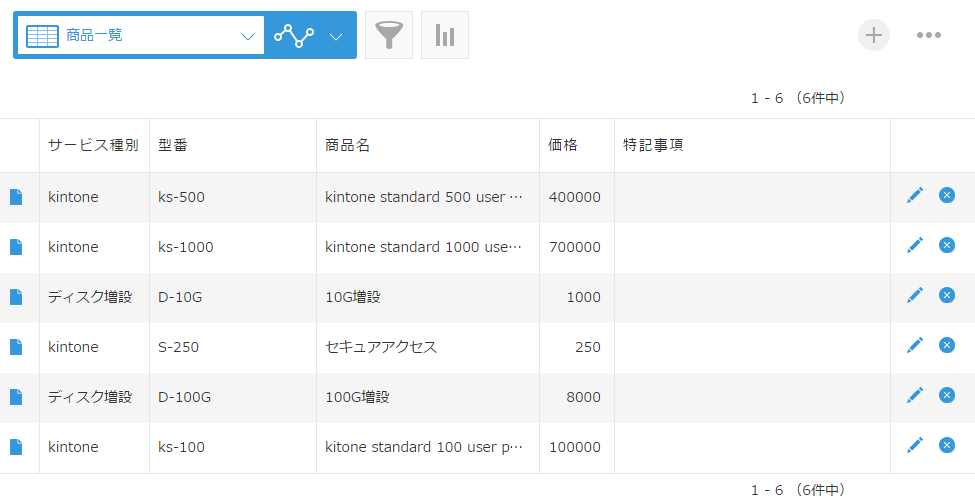 商品一覧
1 - 6 （6件中）
サービス種別 型番 商品名 価格 特記事項
kintone ks-500 kintone standard 500 user … 400000
kintone ks-1000 kintone standard 1000 use… 700000
ディスク増設 D-10G 10G増設 1000
kintone S-250 セキュアアクセス 250
ディスク増設 D-100G 100G増設 8000
kintone ks-100 kitone standard 100 user p… 100000
1 - 6 （6件中）